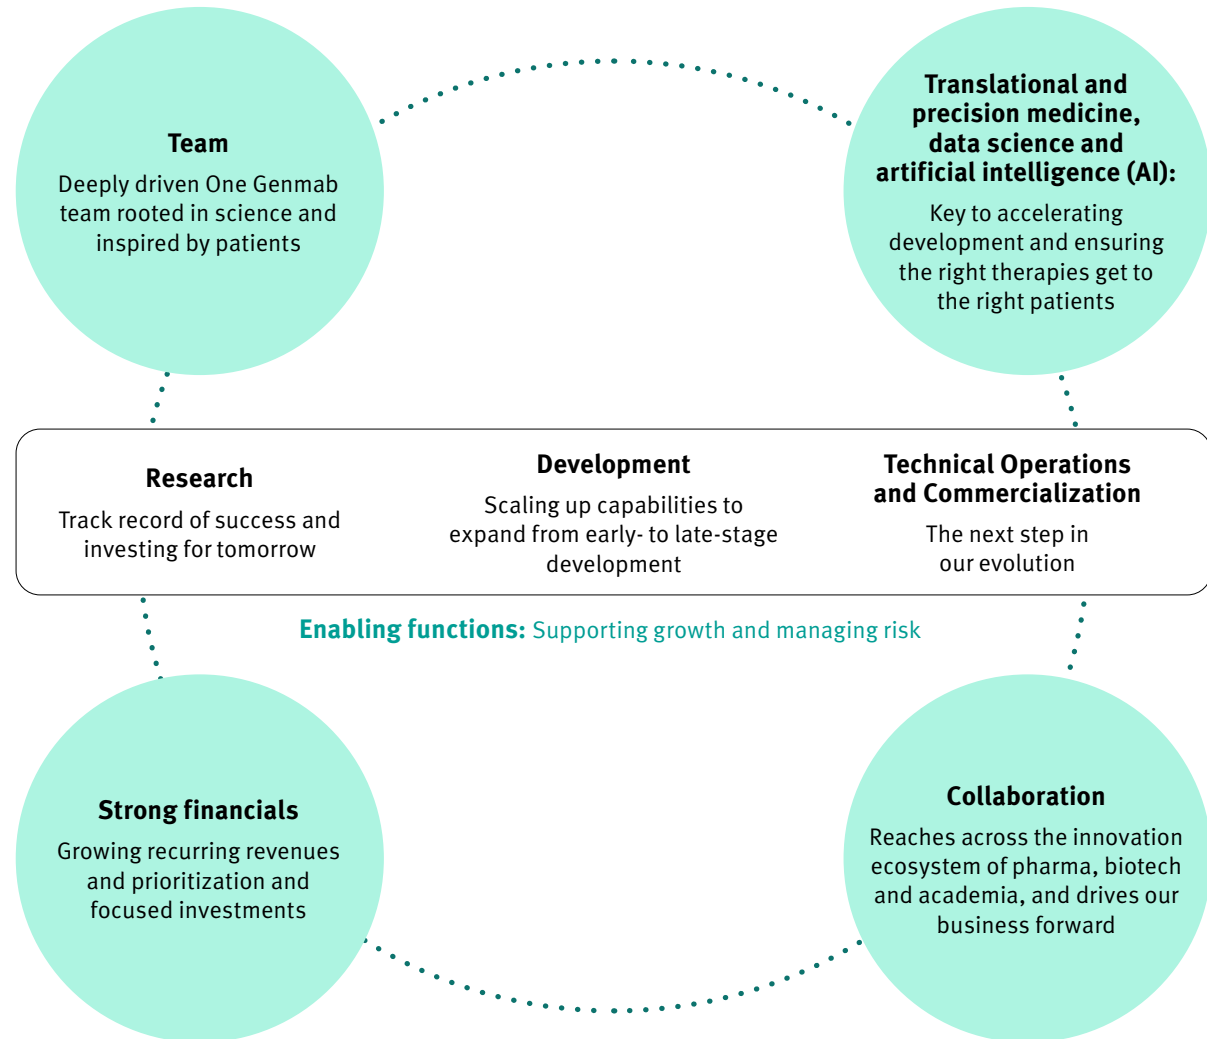 Team
Deeply driven One Genmab
team rooted in science and
inspired by patients
Translational and
precision medicine,
data science and
artificial intelligence (AI):
Key to accelerating
development and ensuring
the right therapies get to
the right patients
Research
Track record of success and
investing for tomorrow
Development
Scaling up capabilities to
expand from early- to late-stage
development
Technical Operations
and Commercialization
The next step in
our evolution
Enabling functions: Supporting growth and managing risk
Strong financials
Growing recurring revenues
and prioritization and
focused investments
Collaboration
Reaches across the innovation
ecosystem of pharma, biotech
and academia, and drives our
business forward